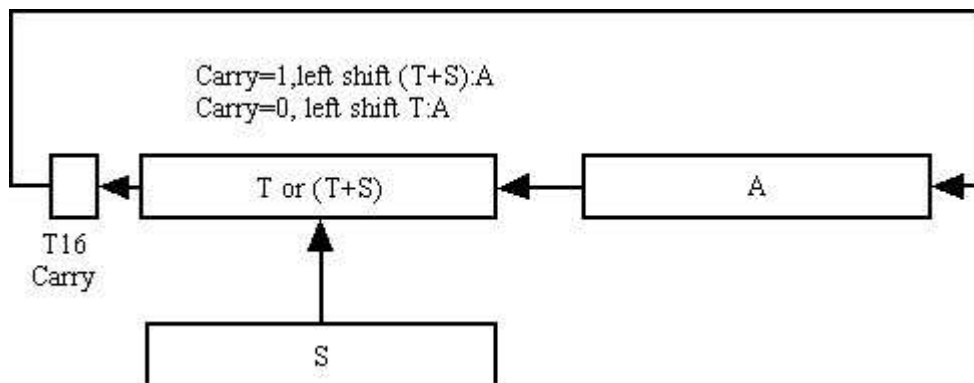 Carry=1,left shift (T+S):A
Carry=0, left shift T:A
T or (T+S)
A
T16
Carry
S